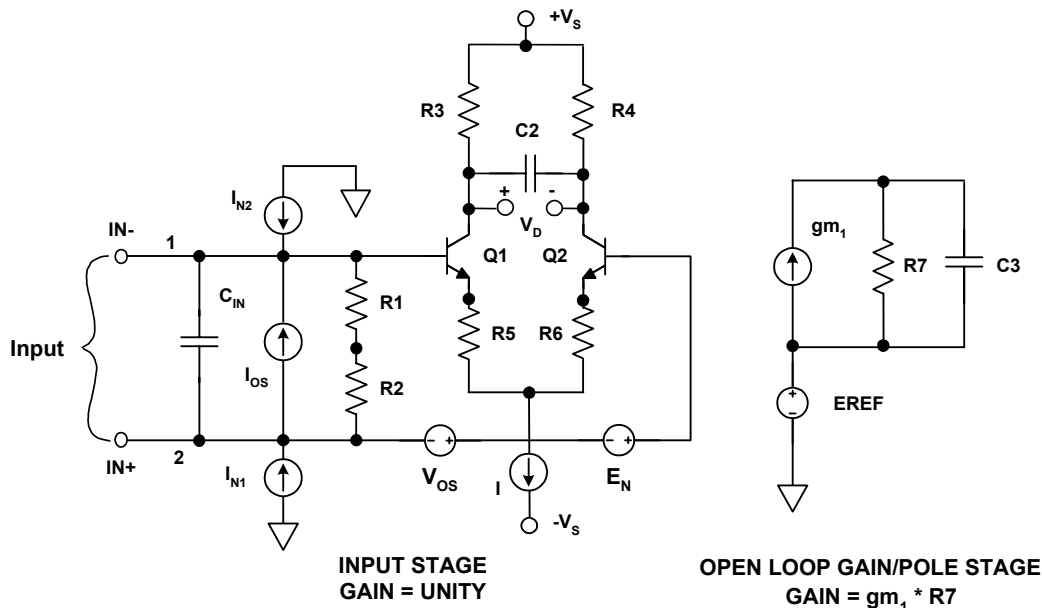 +VS
R3
R4
C2
+
-
VD
IN2
IN-
1
Q1
Q2
gm1
R7
C3
CIN
R1
R5
R6
Input
IOS
R2
+
-
EREF
IN+
2
IN1
-
+
-
+
VOS
I
EN
-VS
INPUT STAGE
GAIN = UNITY
OPEN LOOP GAIN/POLE STAGE
GAIN = gm1 * R7